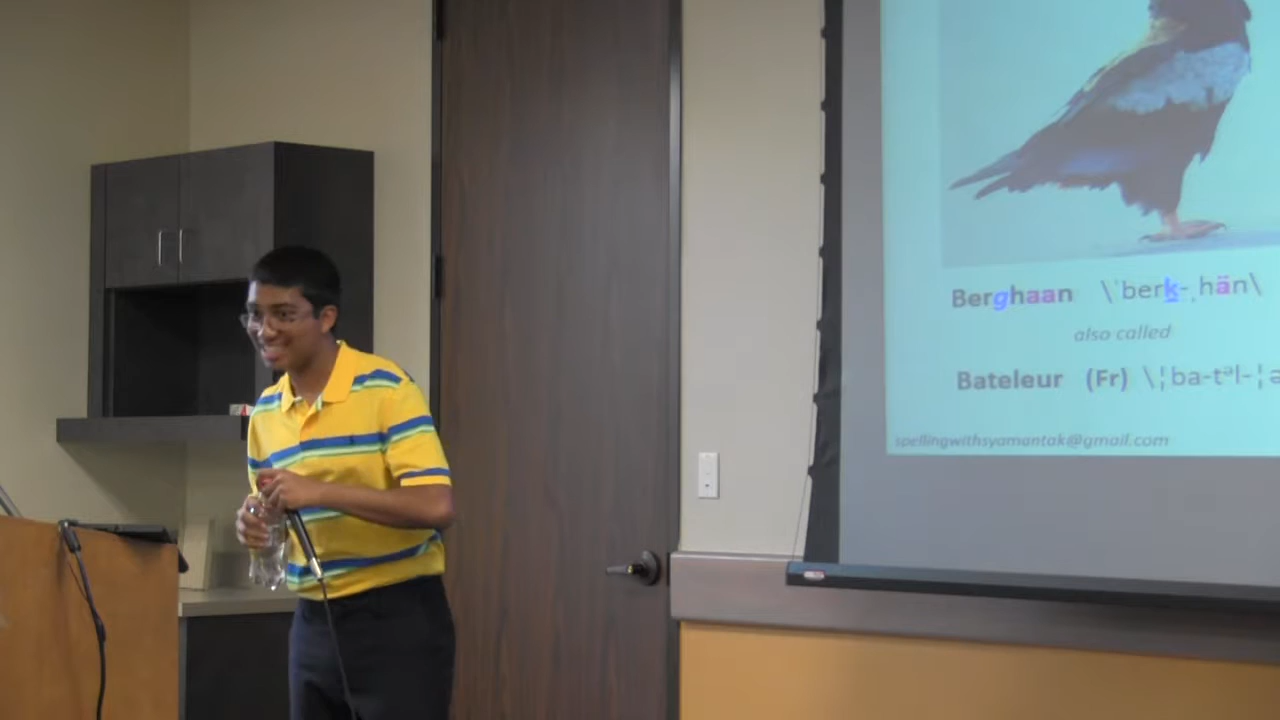 Berghaan \ˈberk-ˌhän\
also called
Bateleur (Fr) \¦ba-tᵊl-¦ə
spellingwithsyamantak@gmail.com